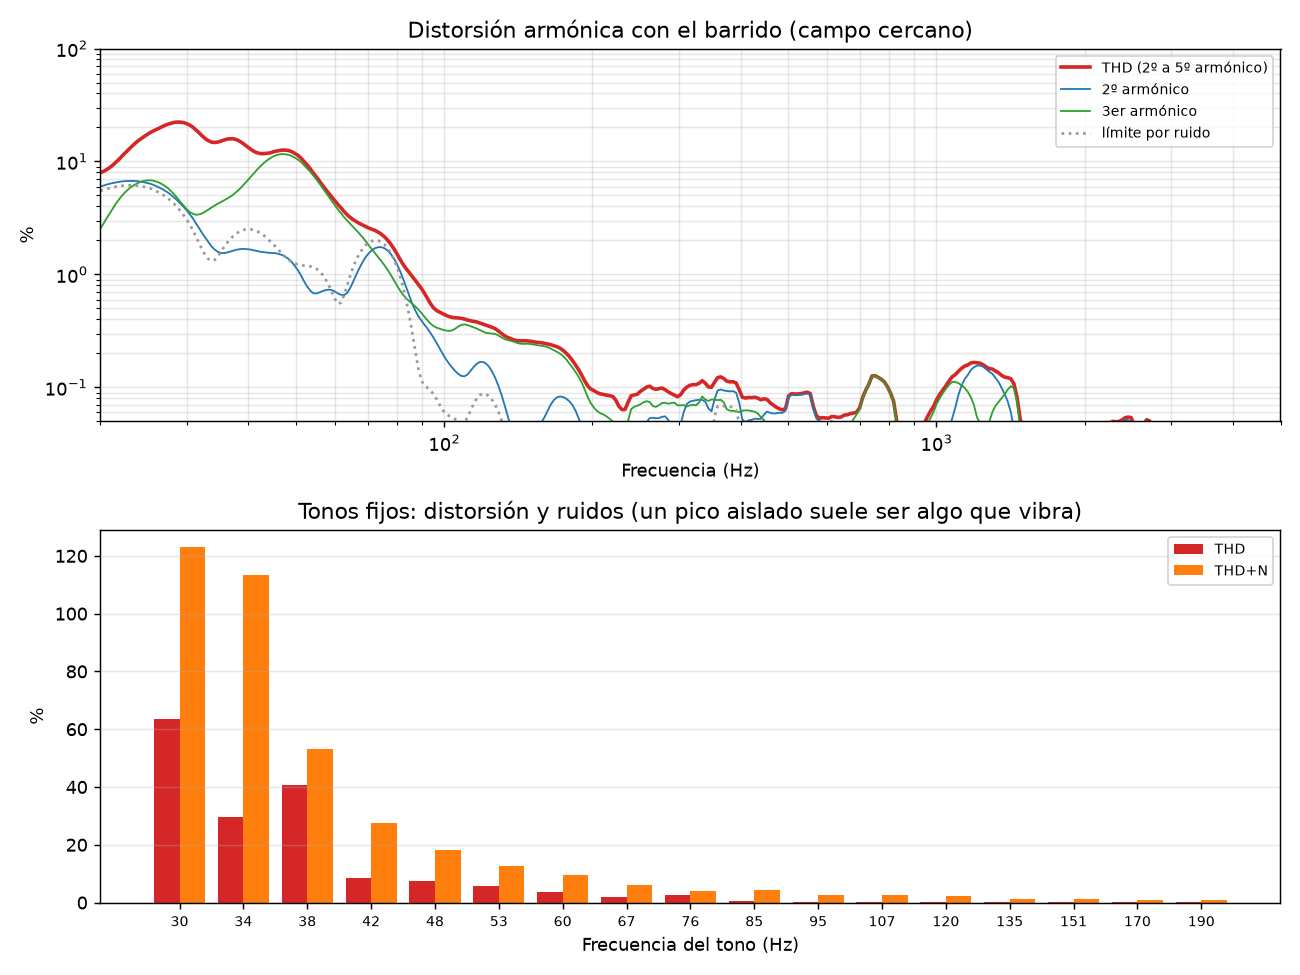 Distorsión armónica con el barrido (campo cercano)
10²
10¹
10⁰
10⁻¹
%
THD (2º a 5º armónico)
2º armónico
3er armónico
límite por ruido
10² 10³
Frecuencia (Hz)
Tonos fijos: distorsión y ruidos (un pico aislado suele ser algo que vibra)
120
100
80
60
40
20
0
%
THD
THD+N
30 34 38 42 48 53 60 67 76 85 95 107 120 135 151 170 190
Frecuencia del tono (Hz)